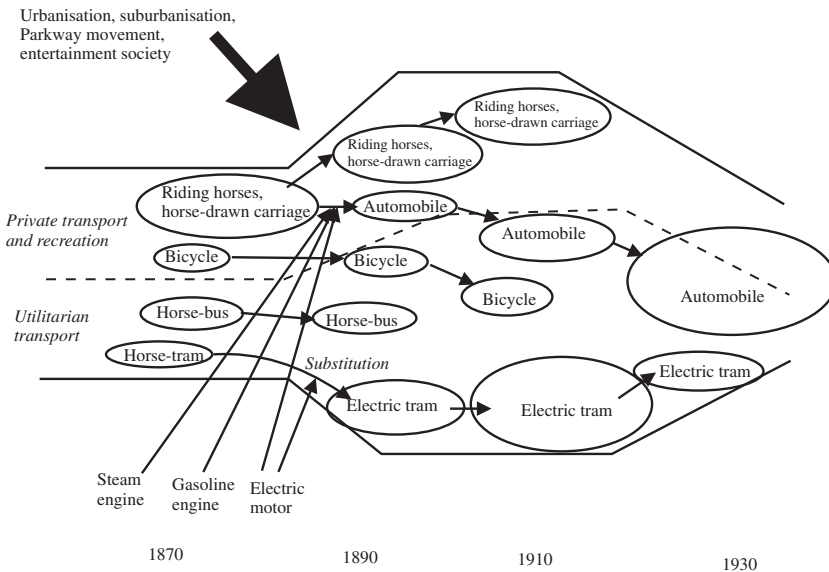 Urbanisation, suburbanisation,
Parkway movement,
entertainment society
Riding horses,
horse-drawn carriage
Riding horses,
horse-drawn carriage
Riding horses,
horse-drawn carriage
Private transport
and recreation
Automobile
Automobile
Automobile
Bicycle
Bicycle
Bicycle
Utilitarian
transport
Horse-bus
Horse-bus
Horse-tram
Substitution
Electric tram
Electric tram
Electric tram
Steam
engine
Gasoline
engine
Electric
motor
1870
1890
1910
1930